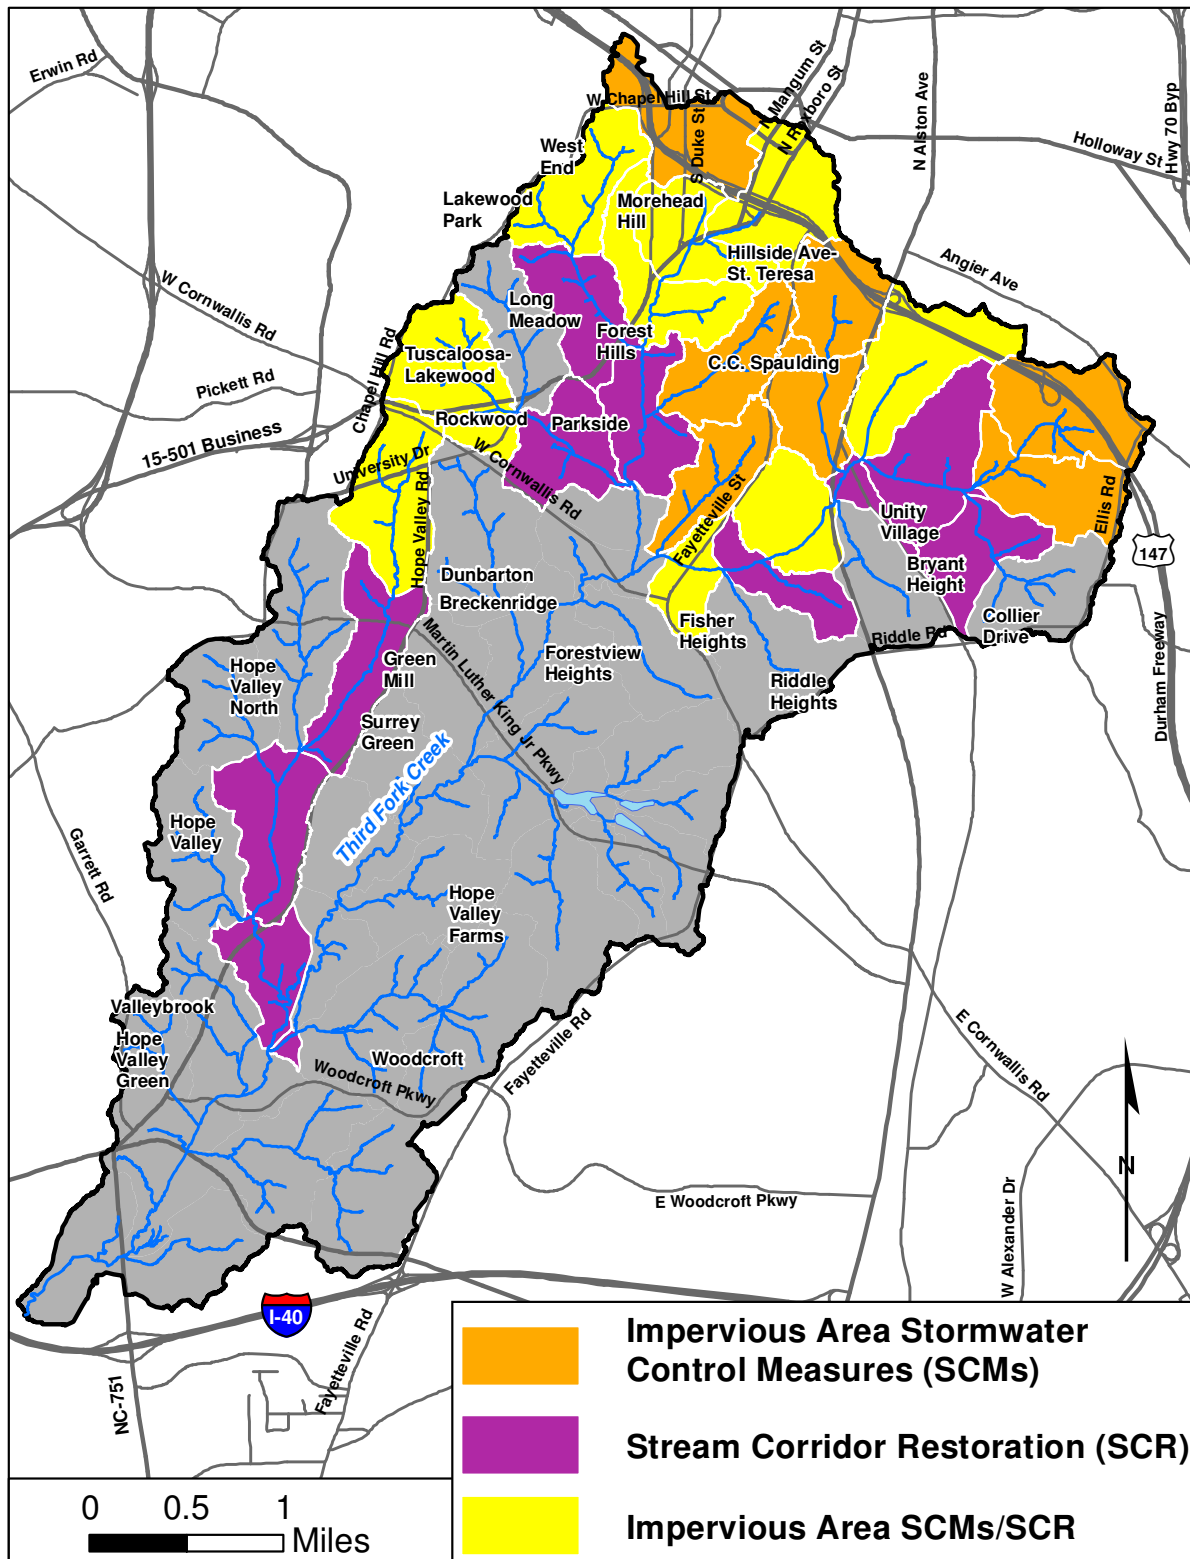 Erwin Rd
W Chapel Hill St
S Duke St
N Mangum St
N Roxboro St
N Alston Ave
Hwy 70 Byp
Holloway St
West
End
Lakewood
Park
Morehead
Hill
Hillside Ave-
St. Teresa
Angier Ave
W Cornwallis Rd
Long
Meadow
Forest
Hills
Chapel Hill Rd
Tuscaloosa-
Lakewood
C.C. Spaulding
Pickett Rd
Rockwood
Parkside
15-501 Business
University Dr
W Cornwallis Rd
Hope Valley Rd
Fayetteville St
Ellis Rd
Unity
Village
147
Bryant
Height
Dunbarton
Breckenridge
Fisher
Heights
Collier
Drive
Riddle Rd
Martin Luther King Jr Pkwy
Green
Mill
Forestview
Heights
Hope
Valley
North
Riddle
Heights
Durham Freeway
Surrey
Green
Third Fork Creek
Hope
Valley
Garrett Rd
Hope
Valley
Farms
Valleybrook
Hope
Valley
Green
Woodcroft
Woodcroft Pkwy
Fayetteville Rd
E Cornwallis Rd
N
E Woodcroft Pkwy
W Alexander Dr
I-40
Fayetteville Rd
NC-751
Impervious Area Stormwater
Control Measures (SCMs)
Stream Corridor Restoration (SCR)
Impervious Area SCMs/SCR
0 0.5 1
Miles